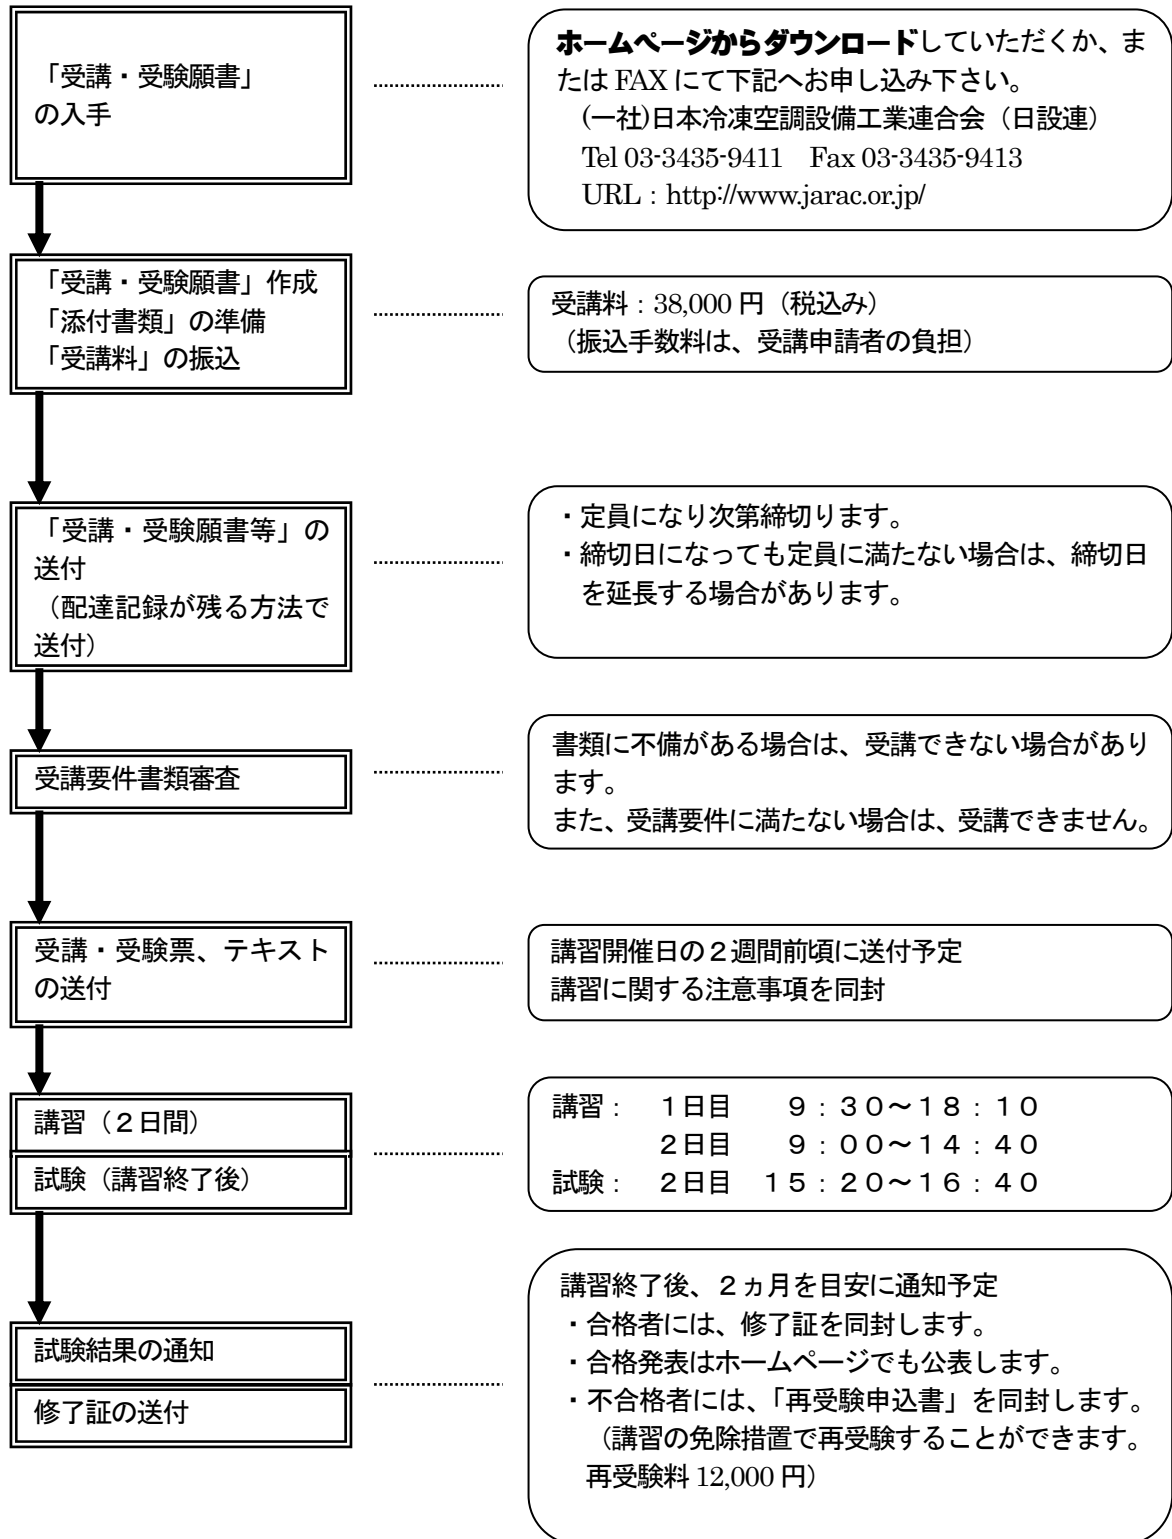 「受講・受験願書」
の入手
ホームページからダウンロードしていただくか、ま
たは FAX にて下記へお申し込み下さい。
(一社)日本冷凍空調設備工業連合会（日設連）
Tel 03-3435-9411　Fax 03-3435-9413
URL：http://www.jarac.or.jp/
「受講・受験願書」作成
「添付書類」の準備
「受講料」の振込
受講料：38,000 円（税込み）
（振込手数料は、受講申請者の負担）
「受講・受験願書等」の
送付
（配達記録が残る方法で
送付）
・定員になり次第締切ります。
・締切日になっても定員に満たない場合は、締切日
を延長する場合があります。
受講要件書類審査
書類に不備がある場合は、受講できない場合があり
ます。
また、受講要件に満たない場合は、受講できません。
受講・受験票、テキスト
の送付
講習開催日の２週間前頃に送付予定
講習に関する注意事項を同封
講習（２日間）
試験（講習終了後）
講習：　１日目　　９：３０～１８：１０
２日目　　９：００～１４：４０
試験：　２日目　１５：２０～１６：４０
試験結果の通知
修了証の送付
講習終了後、２ヵ月を目安に通知予定
・合格者には、修了証を同封します。
・合格発表はホームページでも公表します。
・不合格者には、「再受験申込書」を同封します。
（講習の免除措置で再受験することができます。
再受験料 12,000 円）